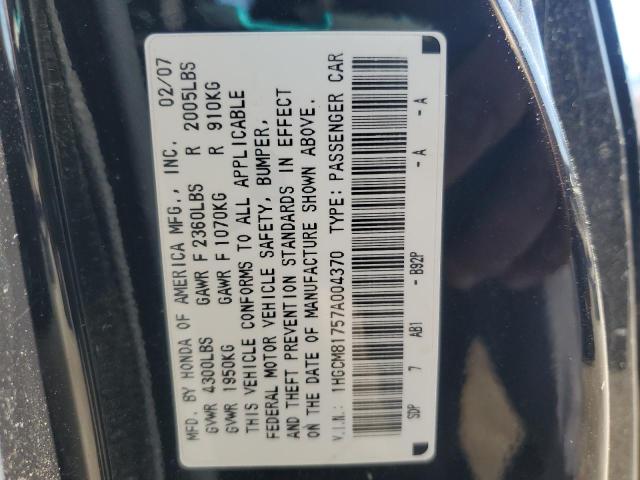 MFD. BY HONDA OF AMERICA MFG., INC. 02/07
GVWR 4300LBS GAWR F 2360LBS R 2005LBS
GVWR 1950KG GAWR F 1070KG R 910KG
THIS VEHICLE CONFORMS TO ALL APPLICABLE
FEDERAL MOTOR VEHICLE SAFETY, BUMPER,
AND THEFT PREVENTION STANDARDS IN EFFECT
ON THE DATE OF MANUFACTURE SHOWN ABOVE.
V.I.N.: 1HGCM81757A004370 TYPE: PASSENGER CAR
SDP 7 AB1 - B92P - A - A